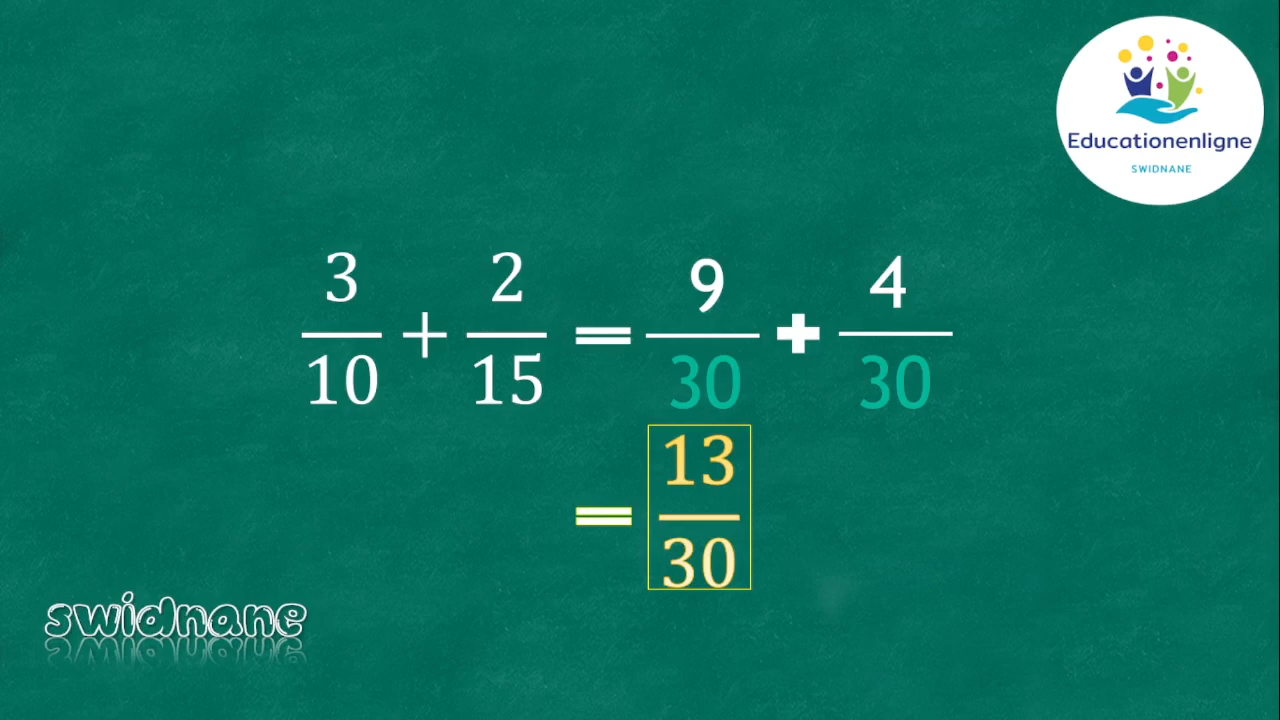 Educationenligne
SWIDNANE
3/10 + 2/15 = 9/30 + 4/30
= 13/30
swidnane